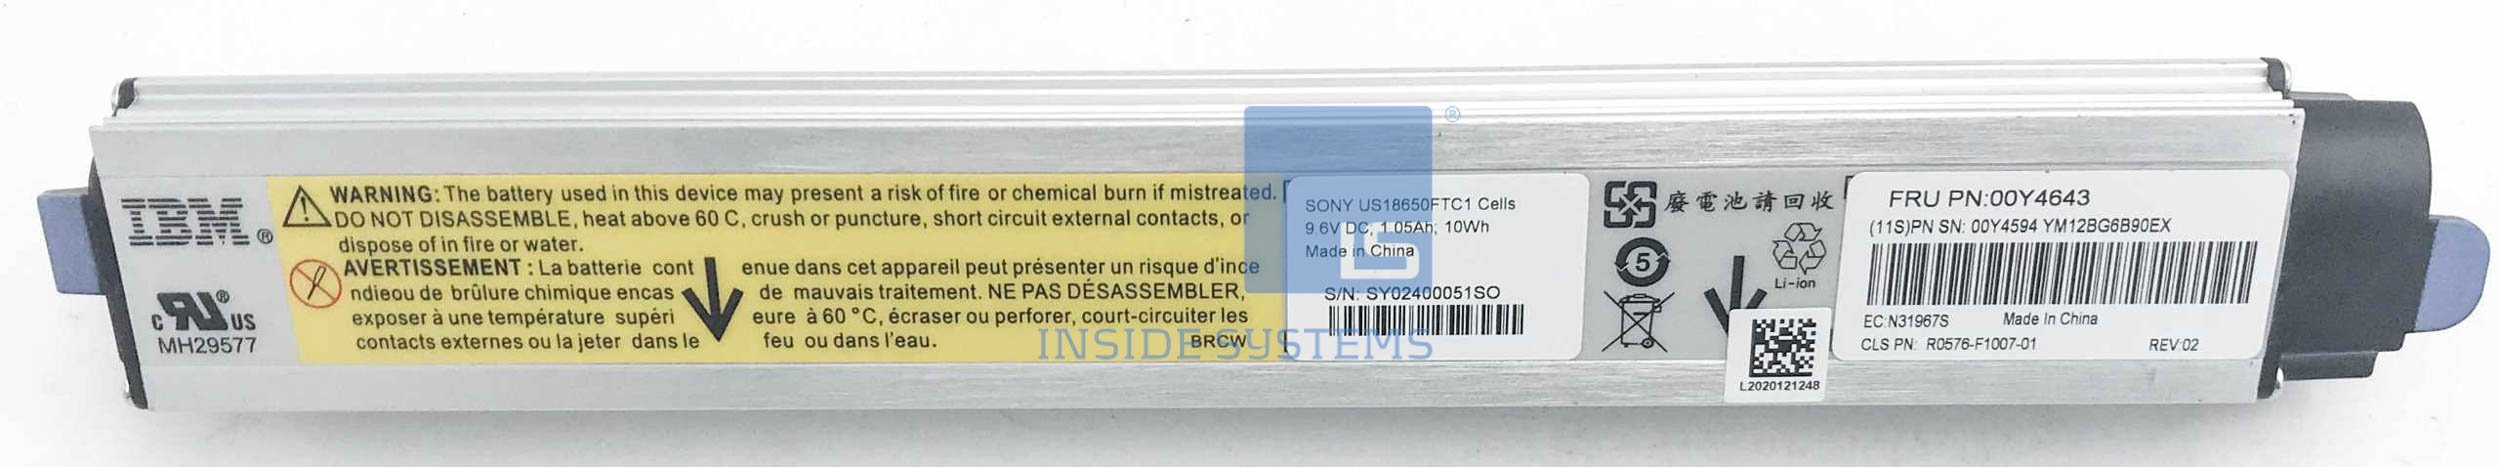 IBM®
c RU® US
MH29577
WARNING: The battery used in this device may present a risk of fire or chemical burn if mistreated.
DO NOT DISASSEMBLE, heat above 60 C, crush or puncture, short circuit external contacts, or
dispose of in fire or water.
AVERTISSEMENT : La batterie cont enue dans cet appareil peut présenter un risque d'ince
ndieou de brûlure chimique encas de mauvais traitement. NE PAS DÉSASSEMBLER,
exposer à une température supéri eure à 60 °C, écraser ou perforer, court-circuiter les
contacts externes ou la jeter dans le feu ou dans l'eau.
BRCW
SONY US18650FTC1 Cells
9.6V DC, 1.05Ah; 10Wh
Made in China
S/N: SY02400051SO
®
INSIDE SYSTEMS
廢電池請回收
5
Li-ion
L2020121248
FRU PN:00Y4643
(11S)PN SN: 00Y4594 YM12BG6B90EX
EC:N31967S Made In China
CLS PN: R0576-F1007-01 REV:02